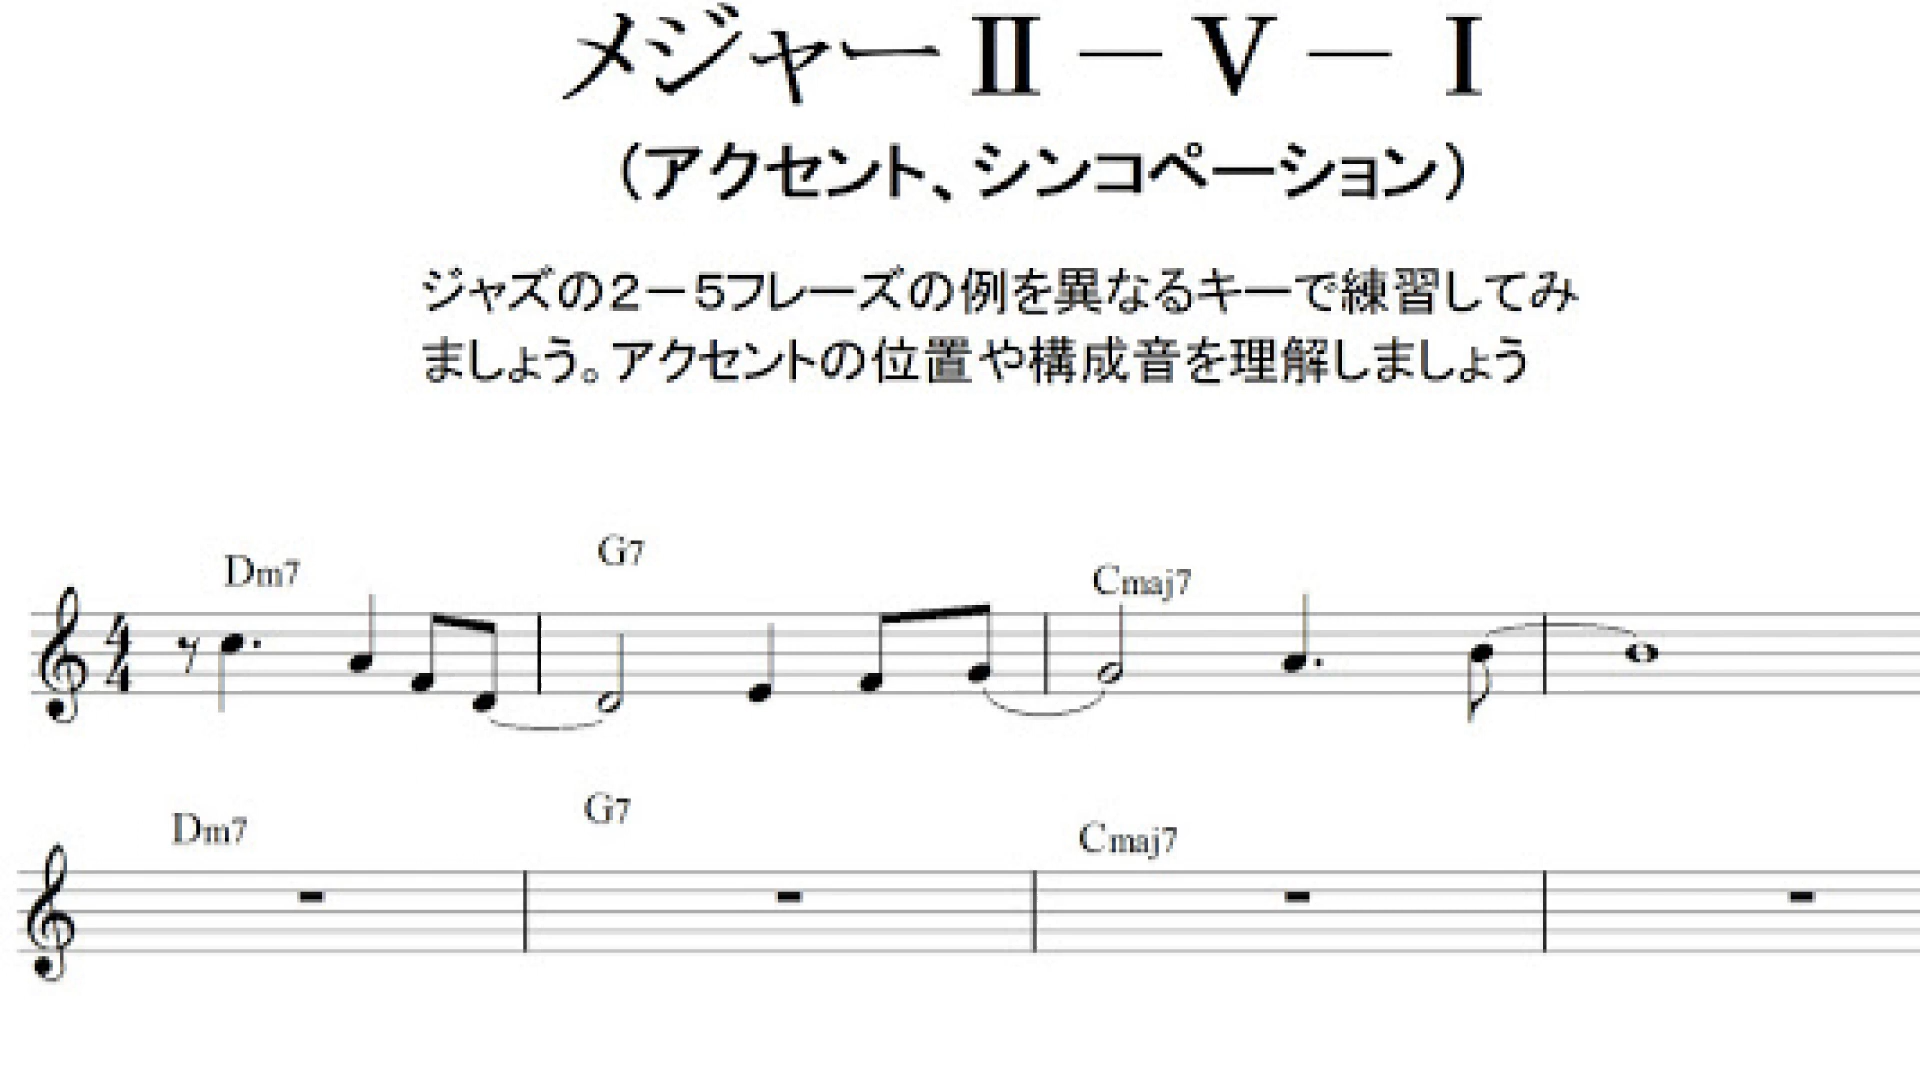 メジャーⅡ－Ⅴ－Ⅰ
（アクセント、シンコペーション）
ジャズの２－５フレーズの例を異なるキーで練習してみ
ましょう。アクセントの位置や構成音を理解しましょう
Dm7 G7 Cmaj7
4
4
Dm7 G7 Cmaj7